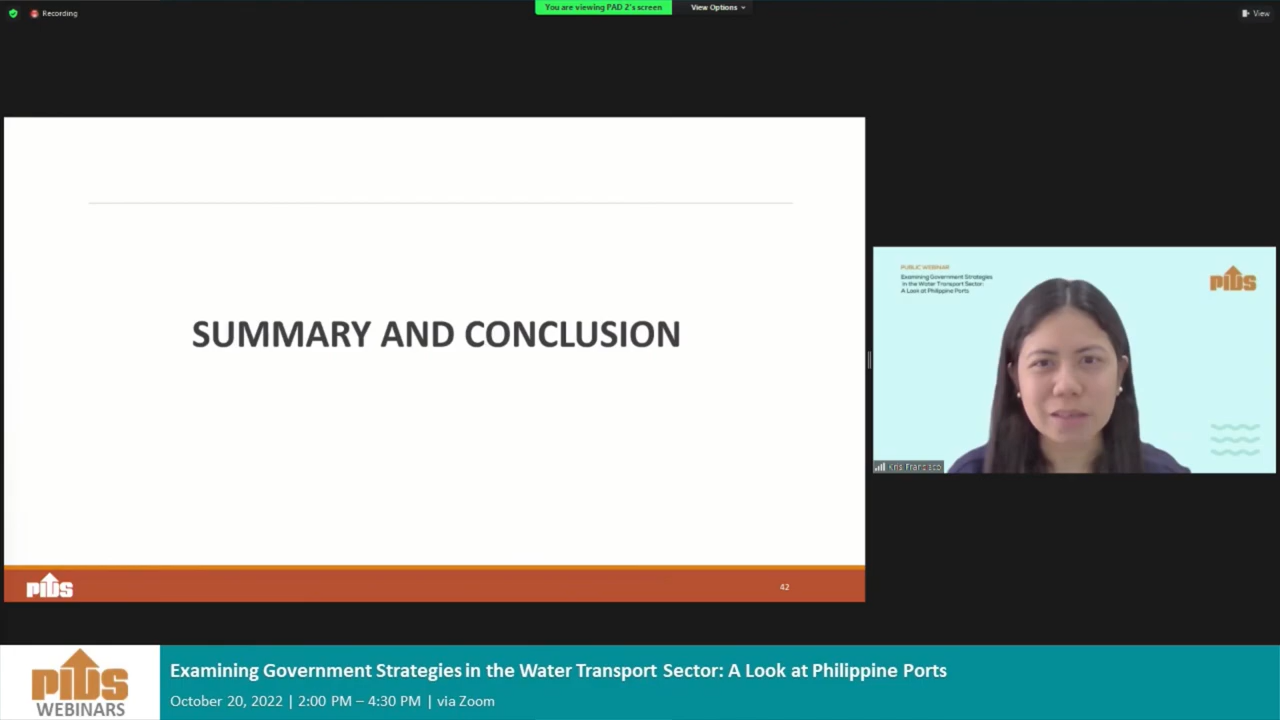 Recording
You are viewing PAD 2's screen
View Options
View
SUMMARY AND CONCLUSION
PIDS
42
PUBLIC WEBINAR
Examining Government Strategies
in the Water Transport Sector:
A Look at Philippine Ports
PIDS
Kris Francisco
PIDS
WEBINARS
Examining Government Strategies in the Water Transport Sector: A Look at Philippine Ports
October 20, 2022 | 2:00 PM – 4:30 PM | via Zoom